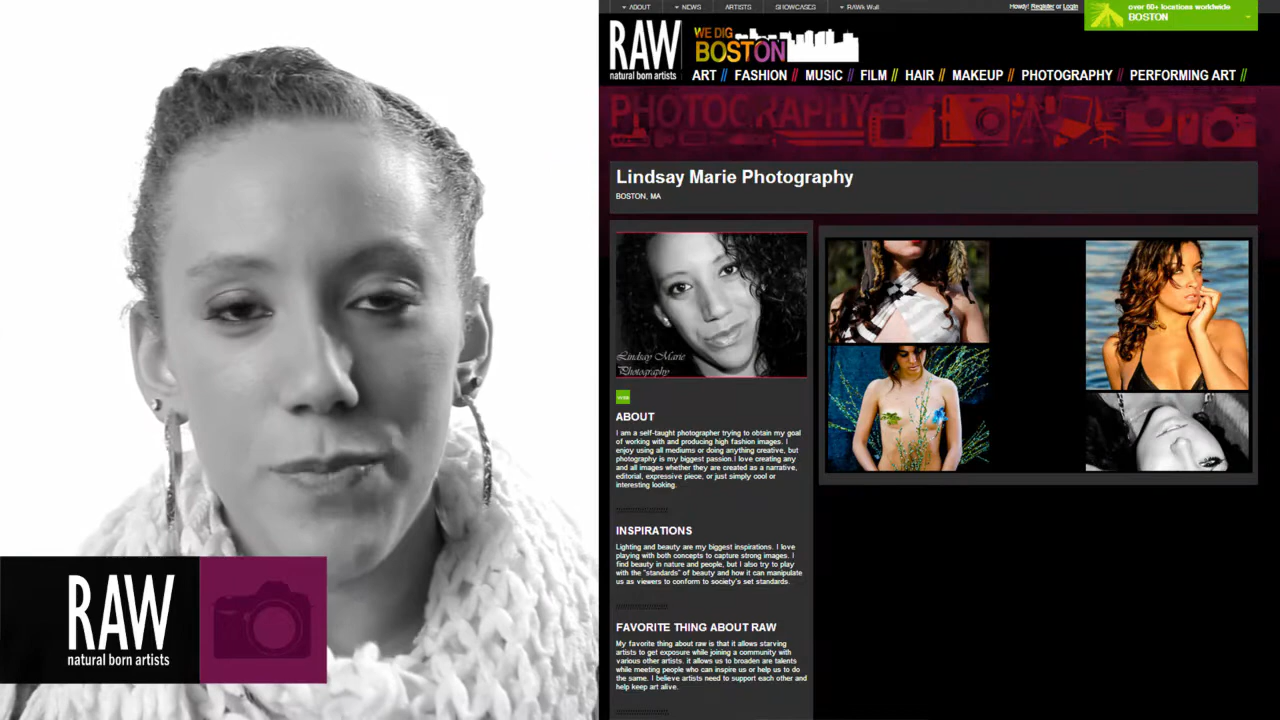 RAW
natural born artists
ABOUT
NEWS
ARTISTS
SHOWCASES
RAWk Wall
Howdy! Register or Login
over 60+ locations worldwide
BOSTON
RAW
natural born artists
WE DIG
BOSTON
ART // FASHION // MUSIC // FILM // HAIR // MAKEUP // PHOTOGRAPHY // PERFORMING ART //
PHOTOGRAPHY
Lindsay Marie Photography
BOSTON, MA
Lindsay Marie
Photography
WEB
ABOUT
I am a self-taught photographer trying to obtain my goal
of working with and producing high fashion images. I
enjoy using all mediums or doing anything creative, but
photography is my biggest passion.I love creating any
and all images whether they are created as a narrative,
editorial, expressive piece, or just simply cool or
interesting looking.
INSPIRATIONS
Lighting and beauty are my biggest inspirations. I love
playing with both concepts to capture strong images. I
find beauty in nature and people, but I also try to play
with the "standards" of beauty and how it can manipulate
us as viewers to conform to society's set standards.
FAVORITE THING ABOUT RAW
My favorite thing about raw is that it allows starving
artists to get exposure while joining a community with
various other artists. it allows us to broaden are talents
while meeting people who can inspire us or help us to do
the same. I believe artists need to support each other and
help keep art alive.